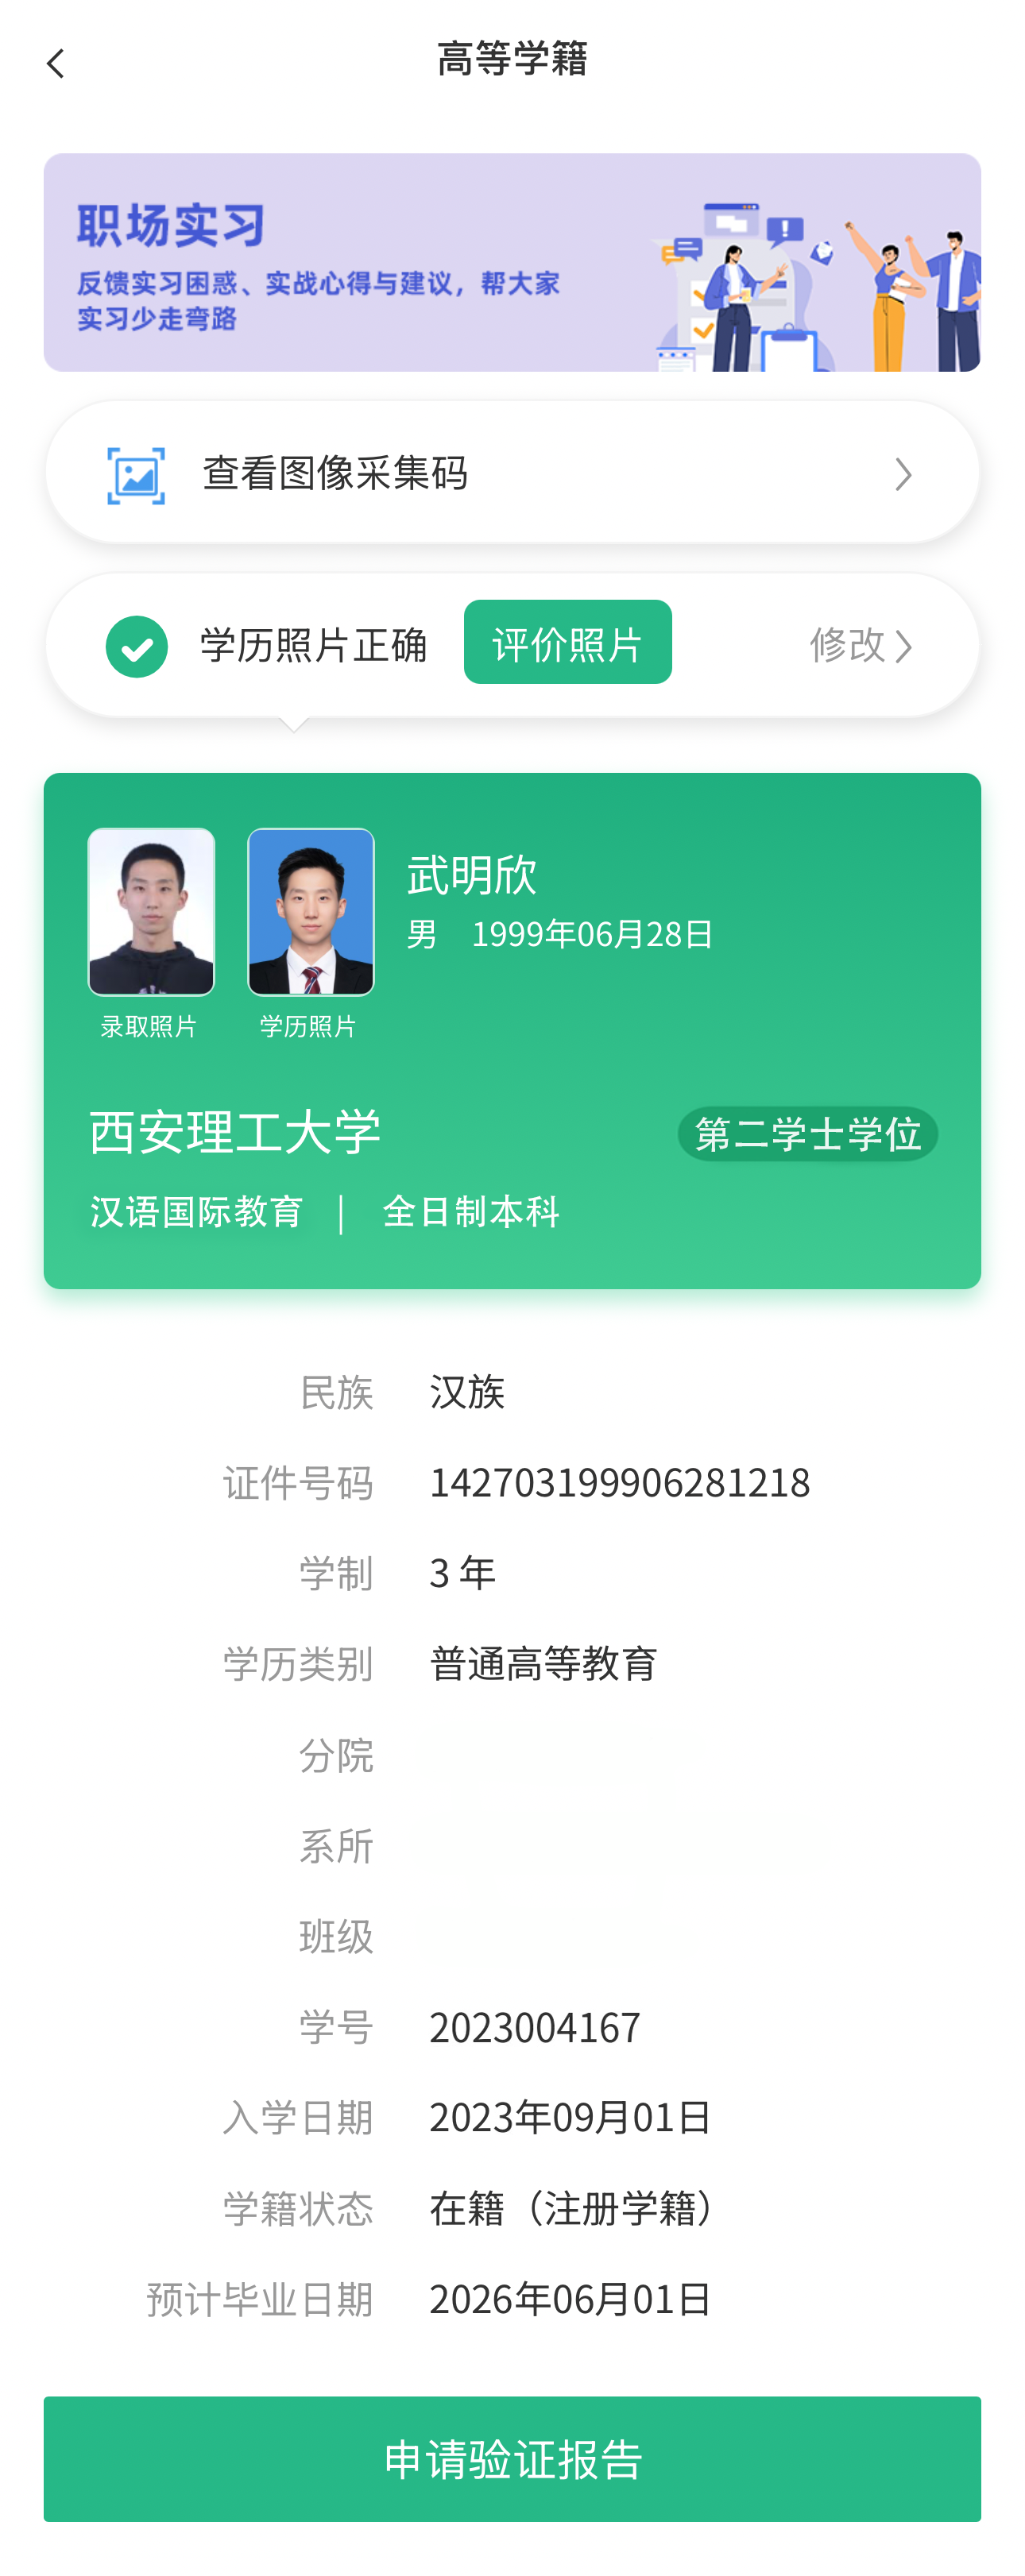 高等学籍
职场实习
反馈实习困惑、实战心得与建议，帮大家
实习少走弯路
查看图像采集码
学历照片正确 评价照片 修改
武明欣
男 1999年06月28日
录取照片 学历照片
西安理工大学 第二学士学位
汉语国际教育 | 全日制本科
民族 汉族
证件号码 142703199906281218
学制 3 年
学历类别 普通高等教育
分院
系所
班级
学号 2023004167
入学日期 2023年09月01日
学籍状态 在籍（注册学籍）
预计毕业日期 2026年06月01日
申请验证报告